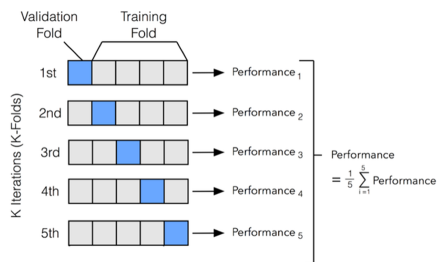 Validation Fold
Training Fold
K Iterations (K-Folds)
1st
Performance 1
2nd
Performance 2
3rd
Performance 3
4th
Performance 4
5th
Performance 5
Performance
= 1/5 5 ∑ i=1 Performance